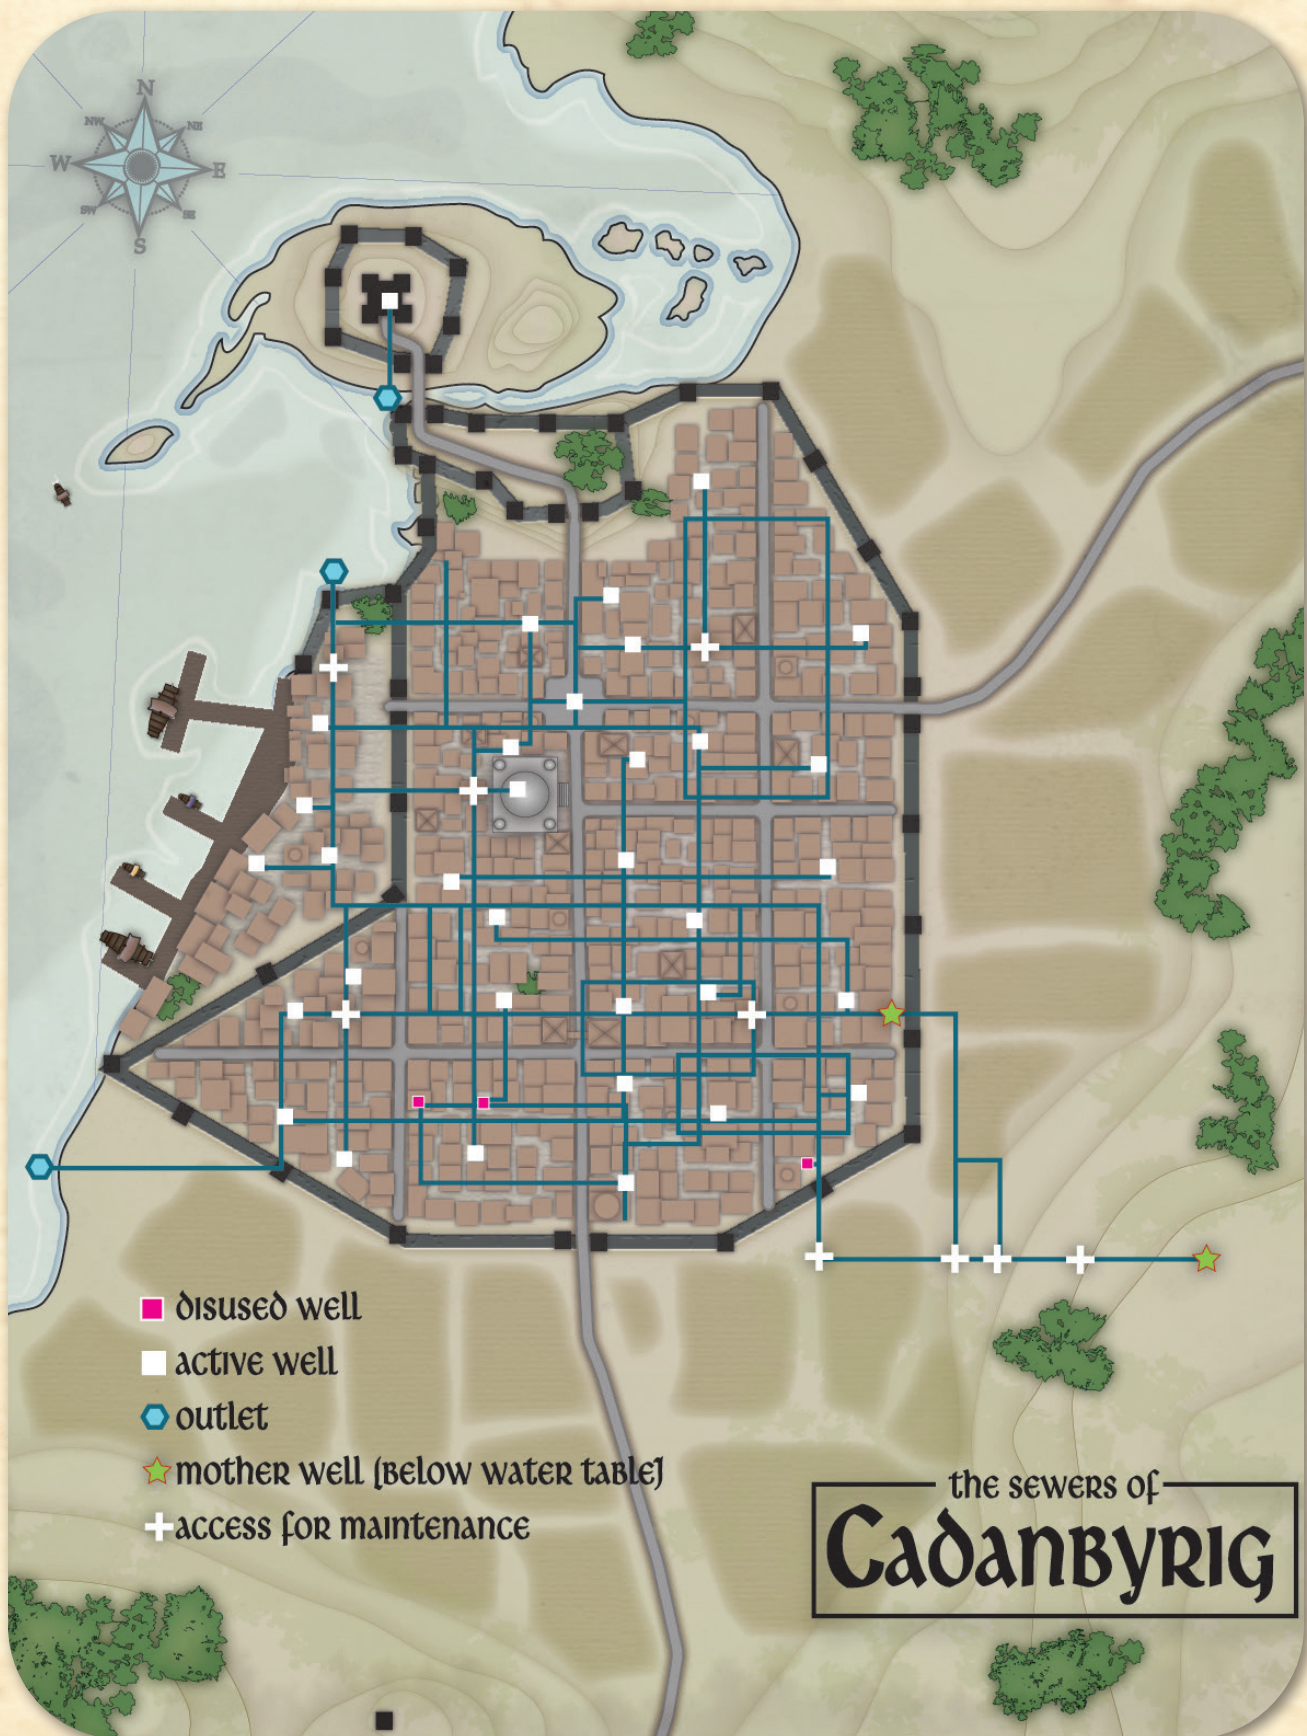 N
NW
NE
W
E
SW
SE
S
disused well
active well
outlet
mother well [below water table]
access for maintenance
the sewers of
Cadanbyrig